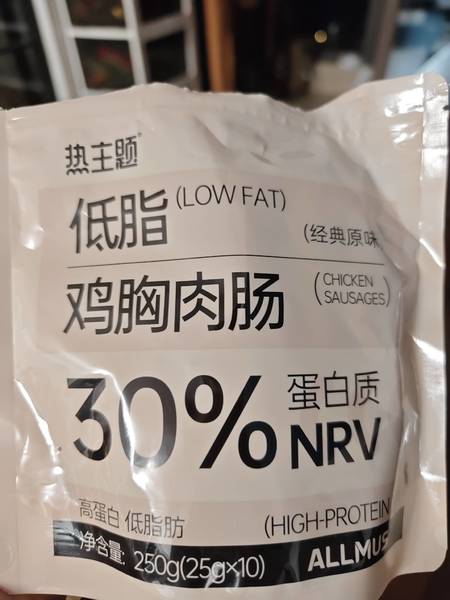 热主题
低脂 (LOW FAT)
(经典原味)
鸡胸肉肠 (CHICKEN SAUSAGES)
30% 蛋白质 NRV
高蛋白 低脂肪 (HIGH-PROTEIN
净含量: 250g(25g×10) ALLMUS